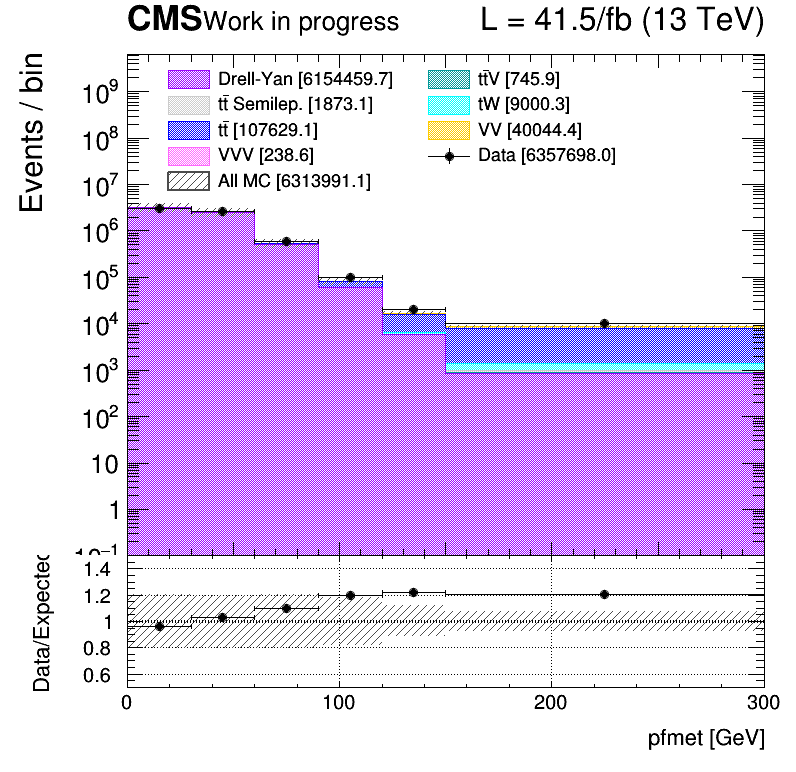 CMS Work in progress L = 41.5/fb (13 TeV)
Events / bin
Drell-Yan [6154459.7]
tt̄ Semilep. [1873.1]
tt̄ [107629.1]
VVV [238.6]
All MC [6313991.1]
tt̄V [745.9]
tW [9000.3]
VV [40044.4]
Data [6357698.0]
10⁹
10⁸
10⁷
10⁶
10⁵
10⁴
10³
10²
10
1
10⁻¹
Data/Expected
1.4
1.2
1
0.8
0.6
0 100 200 300
pfmet [GeV]